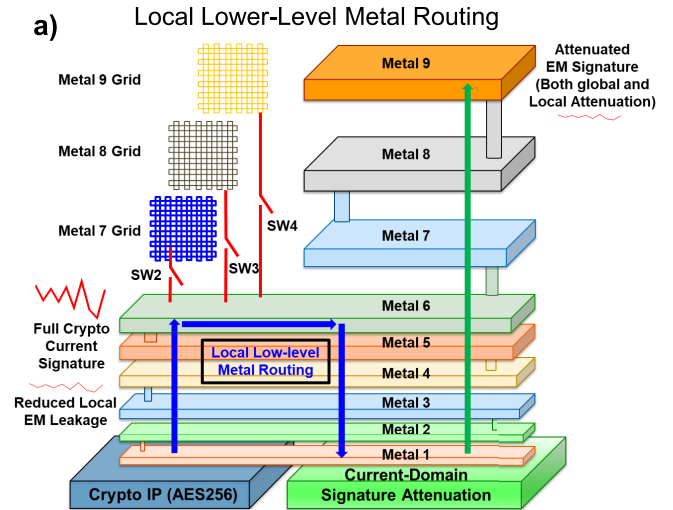 Local Lower-Level Metal Routing
a)
Metal 9 Grid
Metal 8 Grid
Metal 7 Grid
SW2
SW3
SW4
Metal 9
Attenuated
EM Signature
(Both global and
Local Attenuation)
Metal 8
Metal 7
Metal 6
Metal 5
Metal 4
Metal 3
Metal 2
Metal 1
Full Crypto
Current
Signature
Reduced Local
EM Leakage
Local Low-level
Metal Routing
Crypto IP (AES256)
Current-Domain
Signature Attenuation